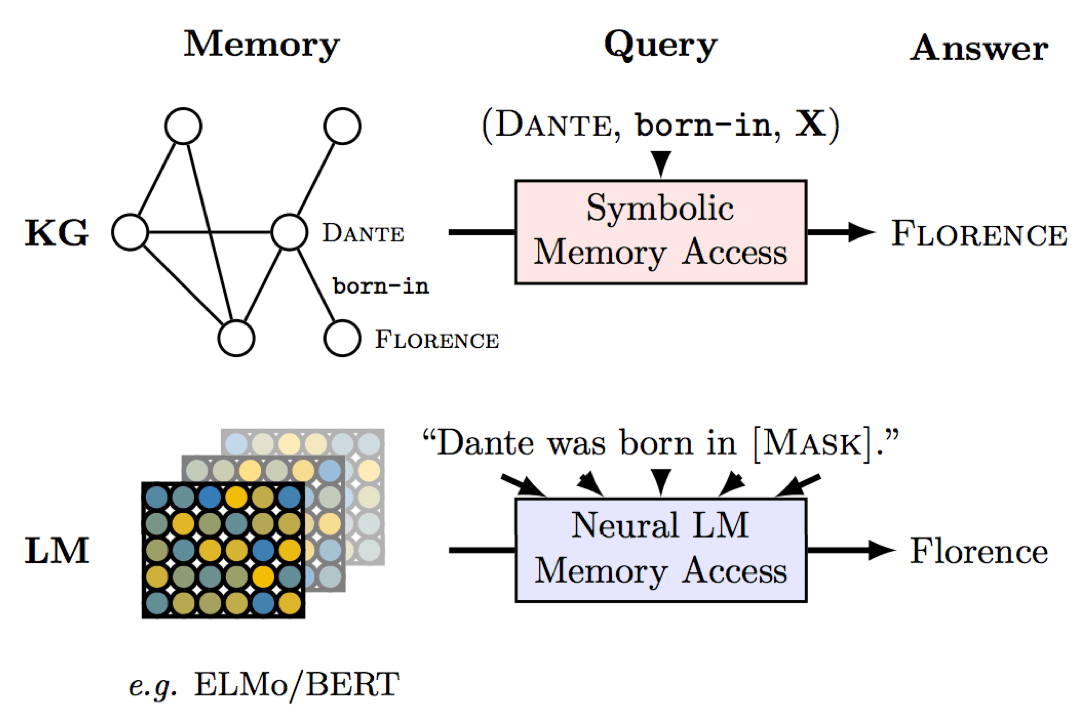 Memory
Query
Answer
(Dante, born-in, X)
KG
Dante
born-in
Florence
Symbolic
Memory Access
Florence
“Dante was born in [Mask].”
LM
Neural LM
Memory Access
Florence
e.g. ELMo/BERT